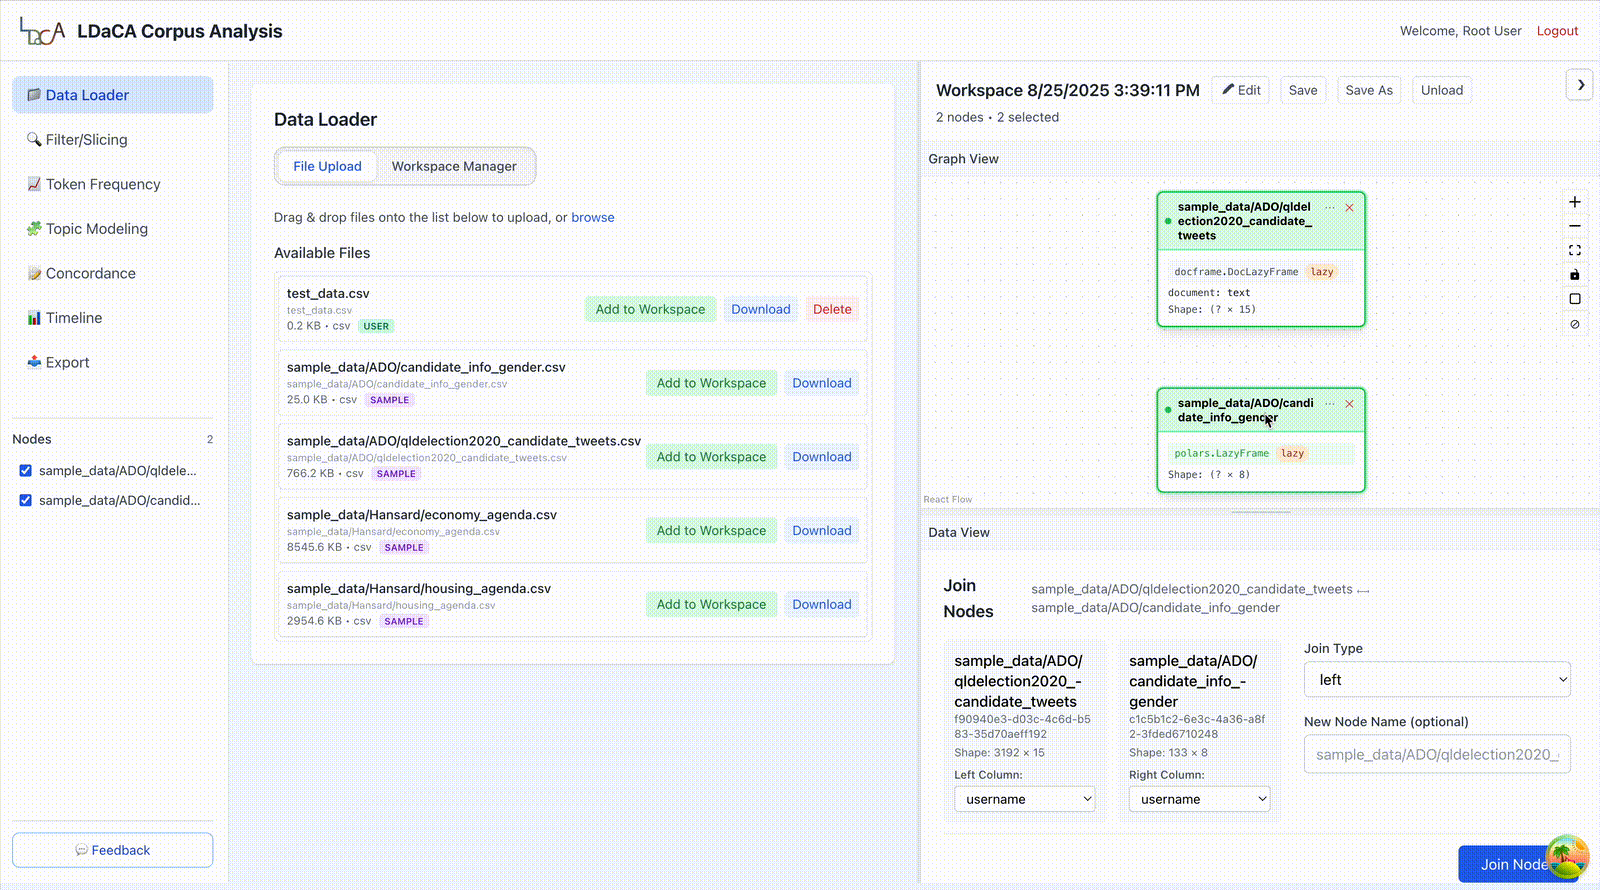 LDaCA
LDaCA Corpus Analysis
Welcome, Root User
Logout
Data Loader
Filter/Slicing
Token Frequency
Topic Modeling
Concordance
Timeline
Export
Nodes
2
sample_data/ADO/qldele...
sample_data/ADO/candid...
Feedback
Data Loader
File Upload
Workspace Manager
Drag & drop files onto the list below to upload, or browse
Available Files
test_data.csv
test_data.csv
0.2 KB • csv USER
Add to Workspace
Download
Delete
sample_data/ADO/candidate_info_gender.csv
sample_data/ADO/candidate_info_gender.csv
25.0 KB • csv SAMPLE
Add to Workspace
Download
sample_data/ADO/qldelection2020_candidate_tweets.csv
sample_data/ADO/qldelection2020_candidate_tweets.csv
766.2 KB • csv SAMPLE
Add to Workspace
Download
sample_data/Hansard/economy_agenda.csv
sample_data/Hansard/economy_agenda.csv
8545.6 KB • csv SAMPLE
Add to Workspace
Download
sample_data/Hansard/housing_agenda.csv
sample_data/Hansard/housing_agenda.csv
2954.6 KB • csv SAMPLE
Add to Workspace
Download
Workspace 8/25/2025 3:39:11 PM
Edit
Save
Save As
Unload
2 nodes • 2 selected
Graph View
sample_data/ADO/qldel
ection2020_candidate_
tweets
docframe.DocLazyFrame lazy
document: text
Shape: (? × 15)
sample_data/ADO/candi
date_info_gender
polars.LazyFrame lazy
Shape: (? × 8)
React Flow
Data View
Join
Nodes
sample_data/ADO/qldelection2020_candidate_tweets ⟷
sample_data/ADO/candidate_info_gender
sample_data/ADO/
qldelection2020_-
candidate_tweets
f90940e3-d03c-4c6d-b5
83-35d70aeff192
Shape: 3192 × 15
Left Column:
username
sample_data/ADO/
candidate_info_-
gender
c1c5b1c2-6e3c-4a36-a8f
2-3fded6710248
Shape: 133 × 8
Right Column:
username
Join Type
left
New Node Name (optional)
sample_data/ADO/qldelection2020_
Join Node